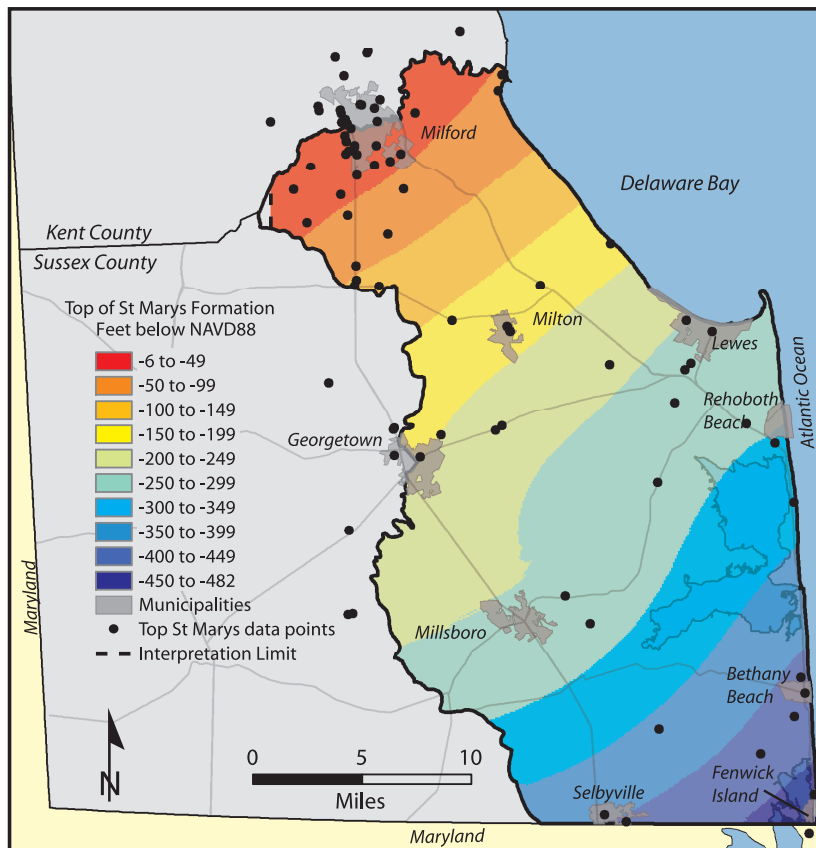 Milford
Delaware Bay
Kent County
Sussex County
Top of St Marys Formation
Feet below NAVD88
-6 to -49
-50 to -99
-100 to -149
-150 to -199
-200 to -249
-250 to -299
-300 to -349
-350 to -399
-400 to -449
-450 to -482
Municipalities
Top St Marys data points
Interpretation Limit
Milton
Lewes
Rehoboth
Beach
Atlantic Ocean
Georgetown
Maryland
Millsboro
Bethany
Beach
N
0 5 10
Miles
Selbyville
Fenwick
Island
Maryland